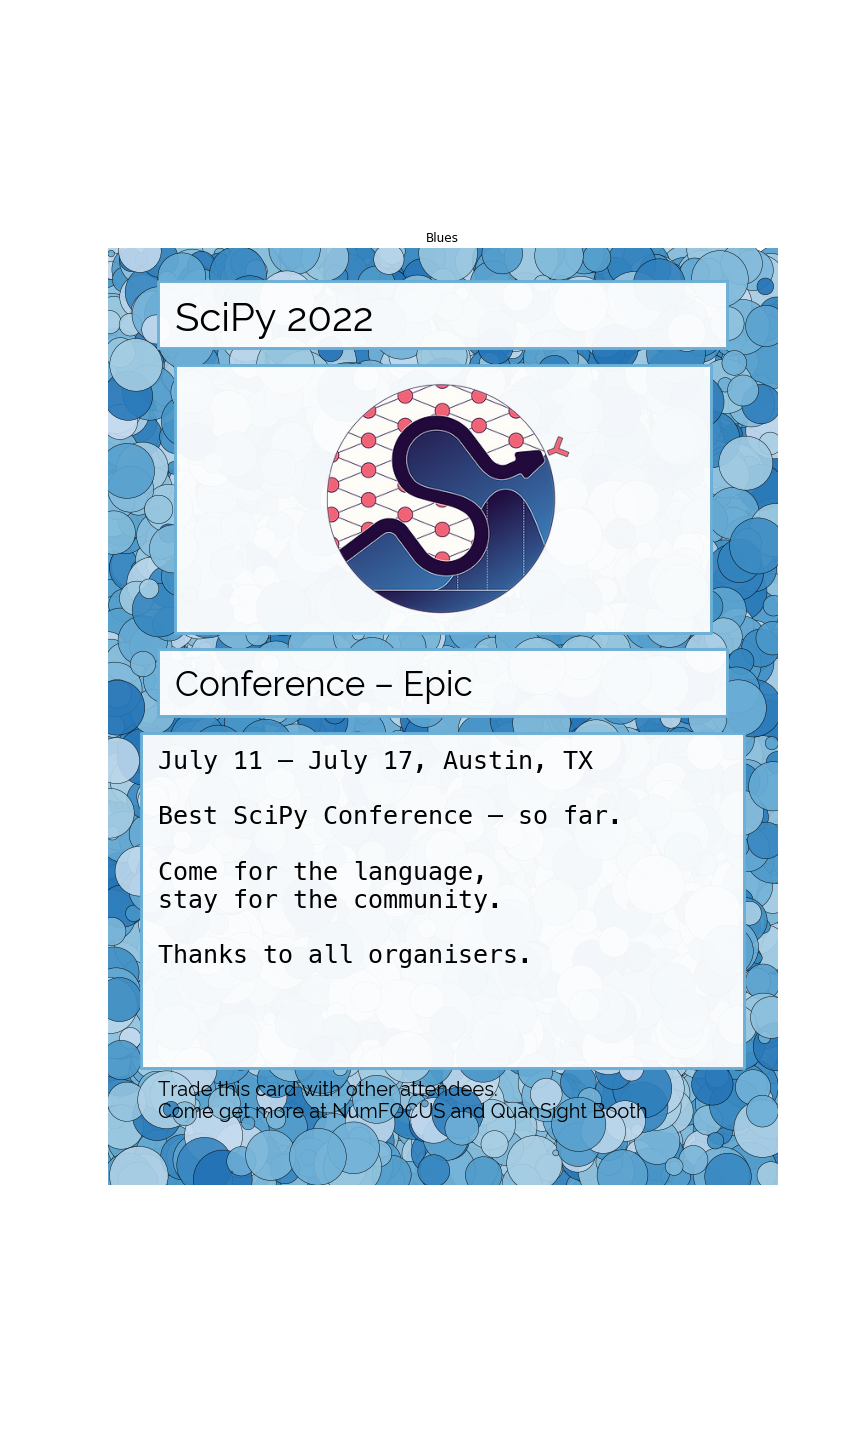 Blues
SciPy 2022
Conference – Epic
July 11 – July 17, Austin, TX
Best SciPy Conference – so far.
Come for the language,
stay for the community.
Thanks to all organisers.
Trade this card with other attendees.
Come get more at NumFOCUS and QuanSight Booth